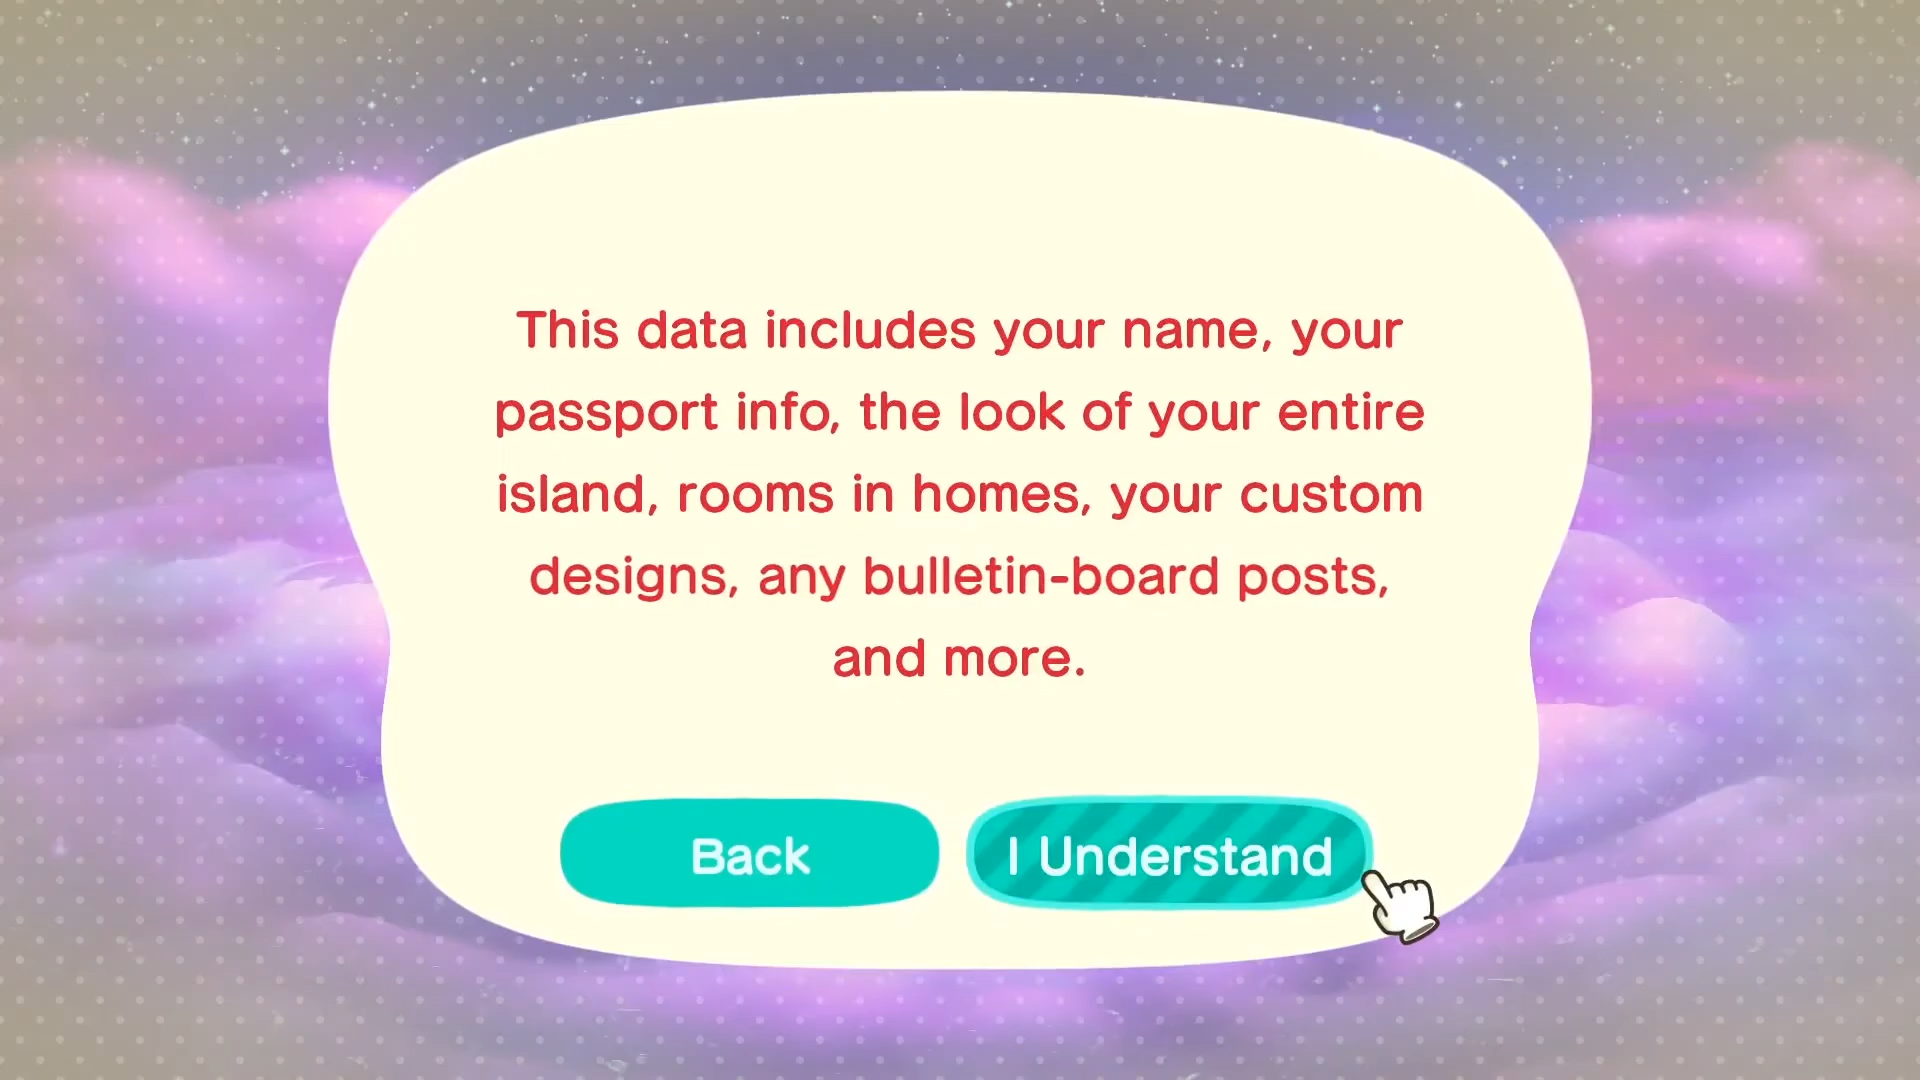 This data includes your name, your
passport info, the look of your entire
island, rooms in homes, your custom
designs, any bulletin-board posts,
and more.
Back
I Understand